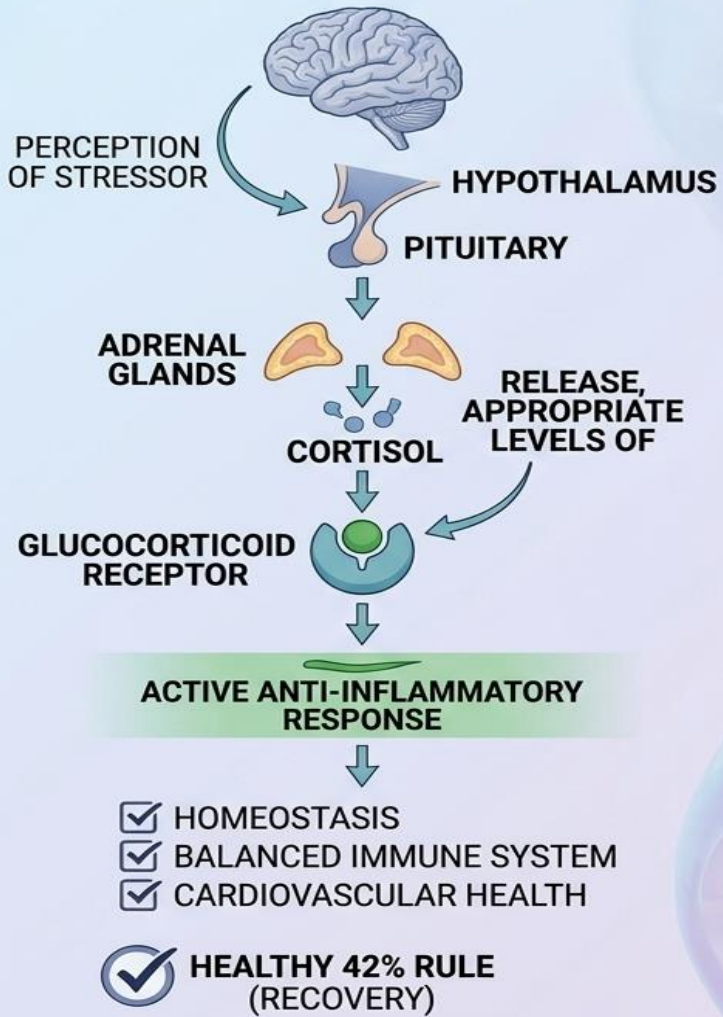 PERCEPTION
OF STRESSOR
HYPOTHALAMUS
PITUITARY
ADRENAL
GLANDS
RELEASE,
APPROPRIATE
LEVELS OF
CORTISOL
GLUCOCORTICOID
RECEPTOR
ACTIVE ANTI-INFLAMMATORY
RESPONSE
HOMEOSTASIS
BALANCED IMMUNE SYSTEM
CARDIOVASCULAR HEALTH
HEALTHY 42% RULE
(RECOVERY)